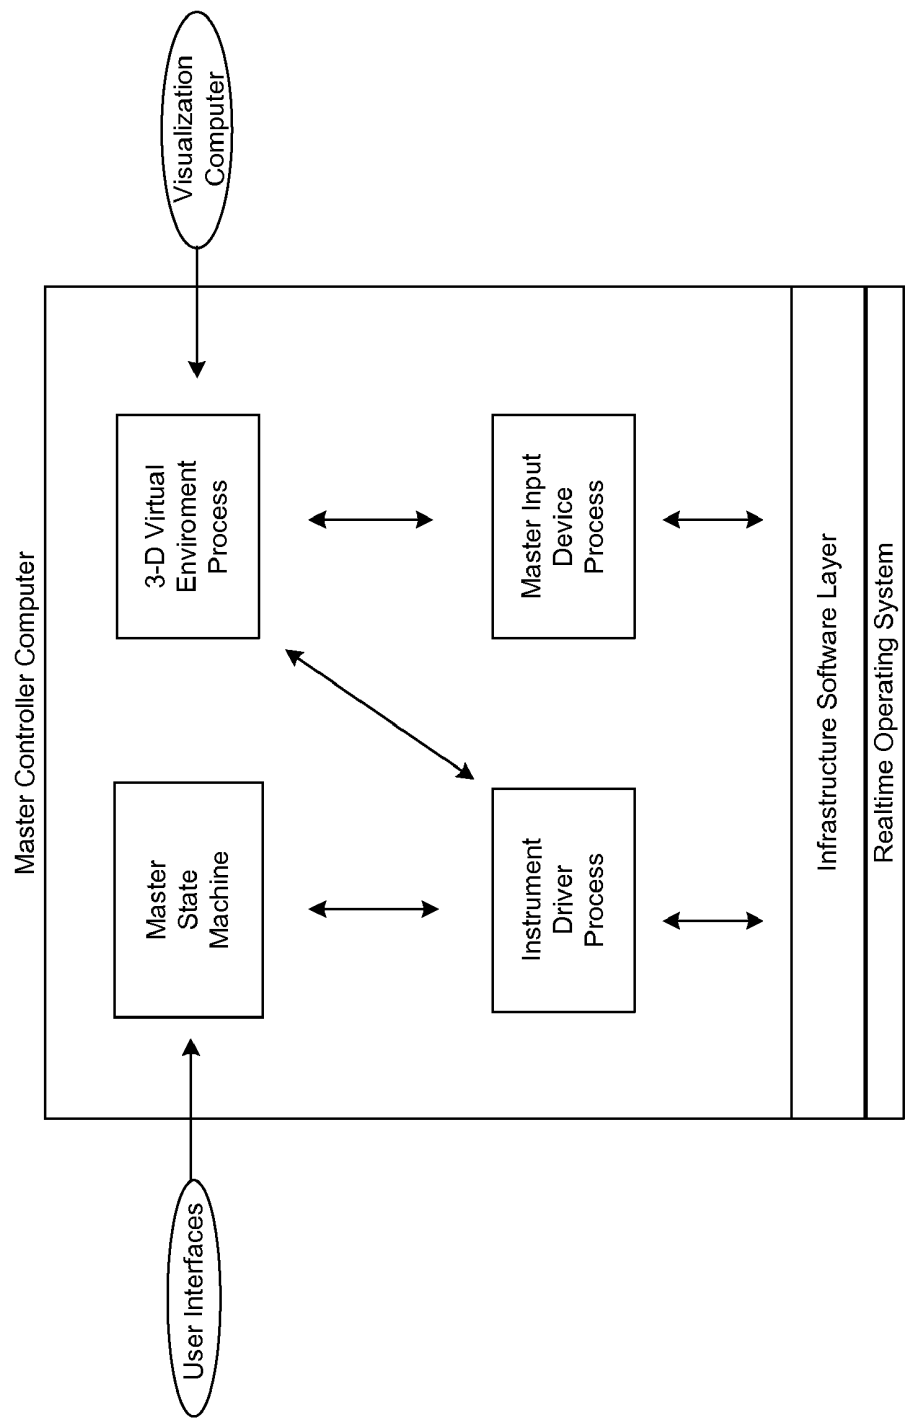 Master Controller Computer
User Interfaces
Master
State
Machine
3-D Virtual
Enviroment
Process
Visualization
Computer
Instrument
Driver
Process
Master Input
Device
Process
Infrastructure Software Layer
Realtime Operating System